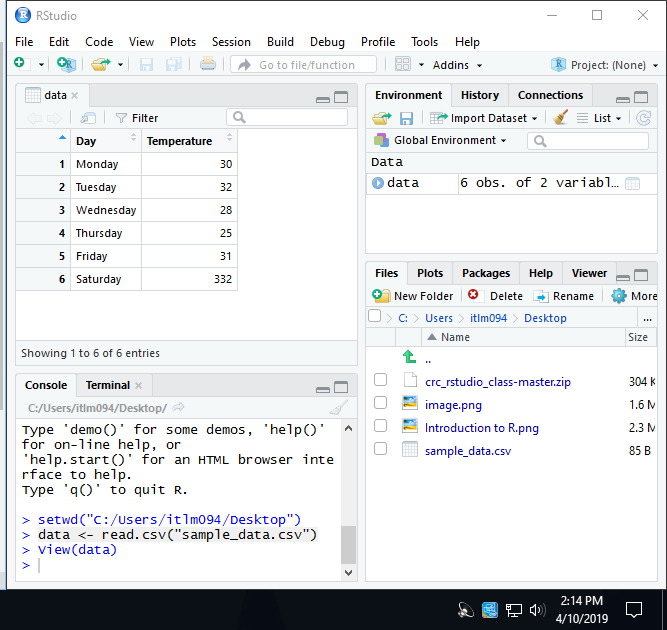 RStudio
File Edit Code View Plots Session Build Debug Profile Tools Help
Go to file/function Addins Project: (None)
data
Filter
Day Temperature
1 Monday 30
2 Tuesday 32
3 Wednesday 28
4 Thursday 25
5 Friday 31
6 Saturday 332
Showing 1 to 6 of 6 entries
Console Terminal
C:/Users/itlm094/Desktop/
Type 'demo()' for some demos, 'help()'
for on-line help, or
'help.start()' for an HTML browser inte
rface to help.
Type 'q()' to quit R.
> setwd("C:/Users/itlm094/Desktop")
> data <- read.csv("sample_data.csv")
> View(data)
>
Environment History Connections
Import Dataset List
Global Environment
Data
data 6 obs. of 2 variabl…
Files Plots Packages Help Viewer
New Folder Delete Rename More
C: Users itlm094 Desktop ...
Name Size
..
crc_rstudio_class-master.zip 304 K
image.png 1.6 M
Introduction to R.png 2.3 M
sample_data.csv 85 B
2:14 PM
4/10/2019